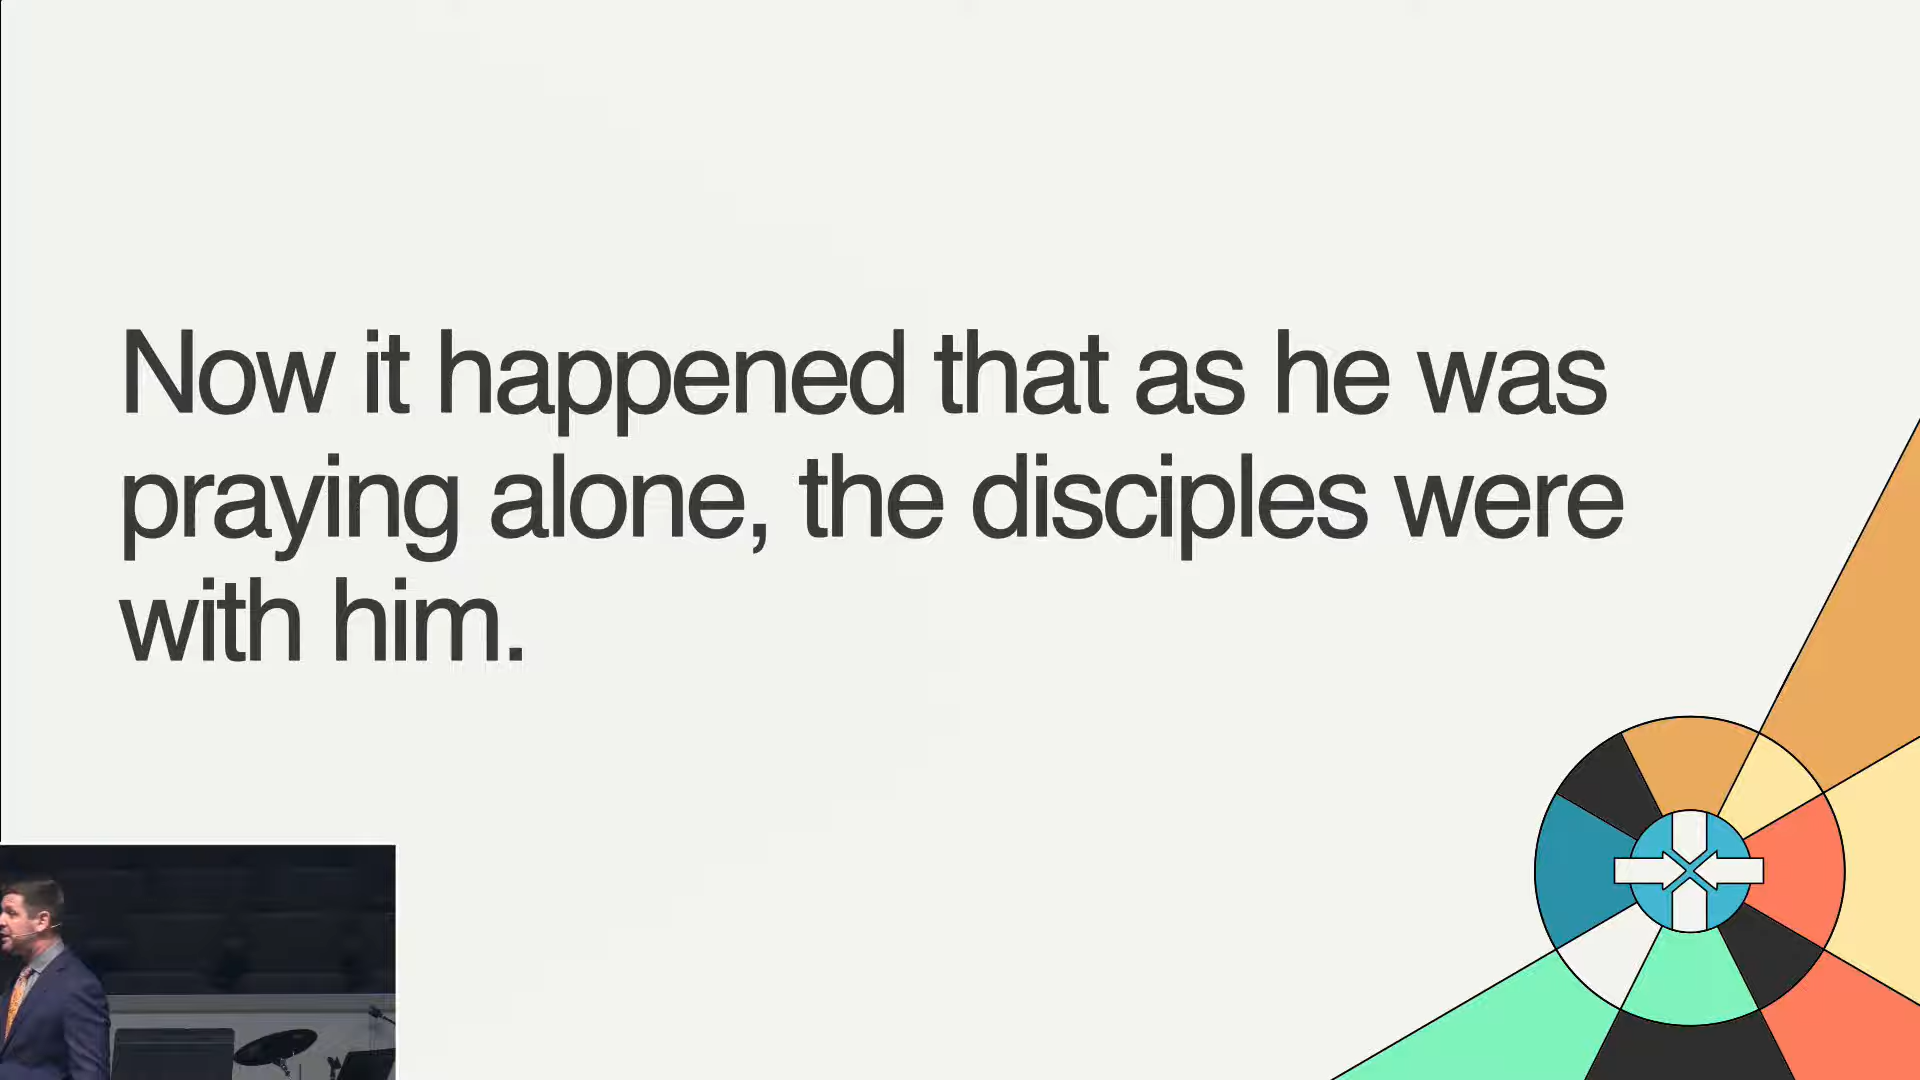 Now it happened that as he was
praying alone, the disciples were
with him.